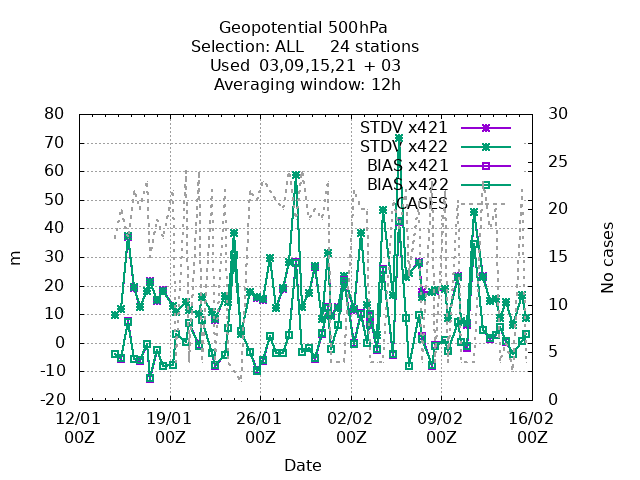 Geopotential 500hPa
Selection: ALL 24 stations
Used 03,09,15,21 + 03
Averaging window: 12h
80 30
STDV x421
70
STDV x422
25
60
BIAS x421
BIAS x422
50
CASES
20
40
30
15
20
10
10
0
5
-10
-20 0
m
No cases
12/01 19/01 26/01 02/02 09/02 16/02
00Z 00Z 00Z 00Z 00Z 00Z
Date